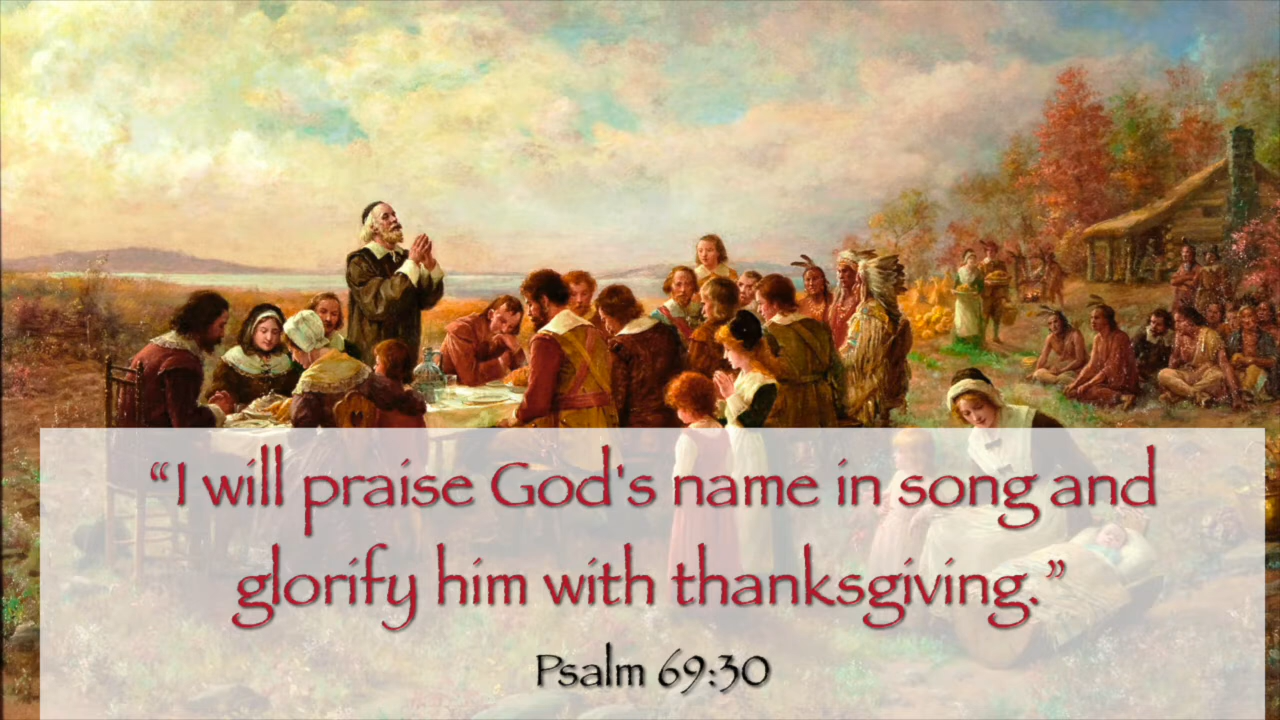 “I will praise God's name in song and
glorify him with thanksgiving.”
Psalm 69:30